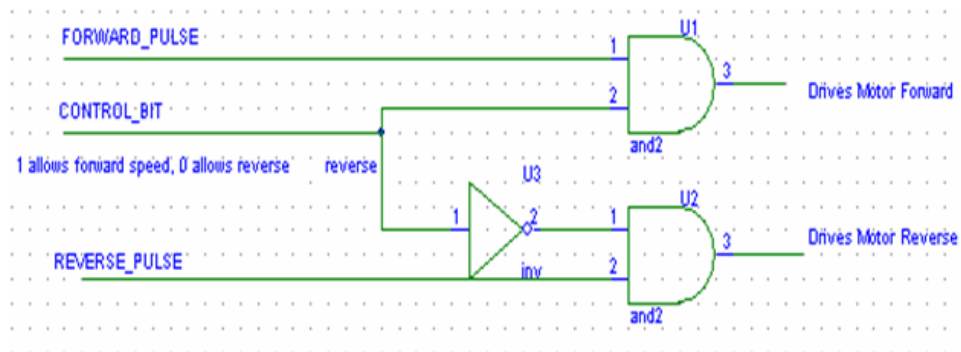 FORWARD_PULSE
1
U1
3
Drives Motor Forward
CONTROL_BIT
2
and2
1 allows forward speed, 0 allows reverse
reverse
U3
1
2
inv
REVERSE_PULSE
U2
1
3
Drives Motor Reverse
2
and2